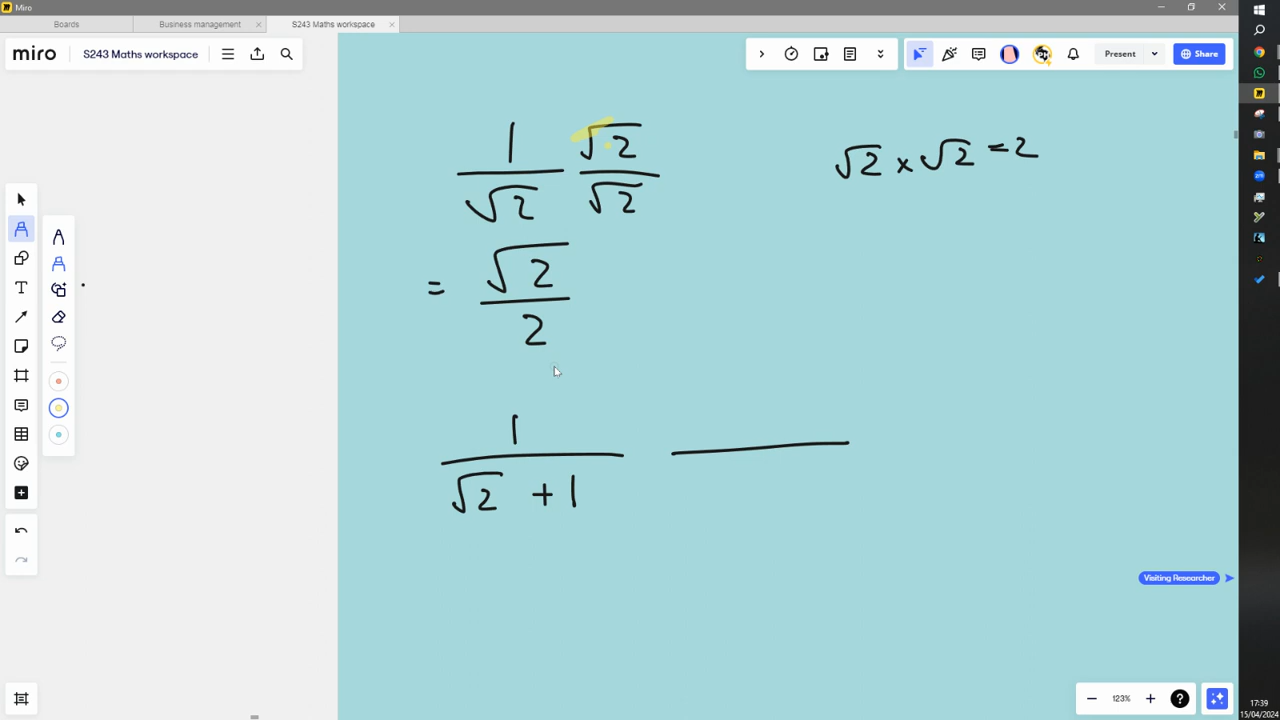 Miro
Boards
Business management
S243 Maths workspace
miro
S243 Maths workspace
Present
Share
1/√2 √2/√2
√2 × √2 = 2
= √2/2
1/(√2 + 1)
Visiting Researcher
123%
17:39
15/04/2024